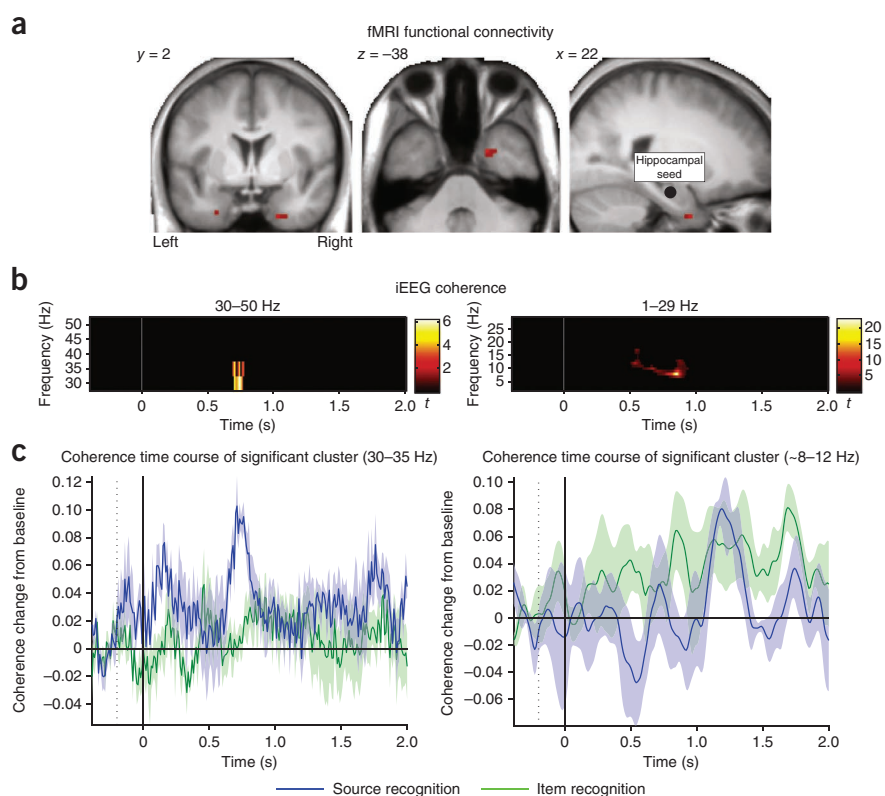 a
fMRI functional connectivity
y = 2
z = –38
x = 22
Hippocampal
seed
Left
Right
b
iEEG coherence
30–50 Hz
1–29 Hz
Frequency (Hz)
50
45
40
35
30
0
0.5
1.0
1.5
2.0
Time (s)
6
4
2
t
Frequency (Hz)
25
20
15
10
5
0
0.5
1.0
1.5
2.0
Time (s)
20
15
10
5
t
c
Coherence time course of significant cluster (30–35 Hz)
Coherence change from baseline
0.12
0.10
0.08
0.06
0.04
0.02
0
–0.02
–0.04
0
0.5
1.0
1.5
2.0
Time (s)
Coherence time course of significant cluster (~8–12 Hz)
Coherence change from baseline
0.10
0.08
0.06
0.04
0.02
0
–0.02
–0.04
–0.06
0
0.5
1.0
1.5
2.0
Time (s)
Source recognition
Item recognition